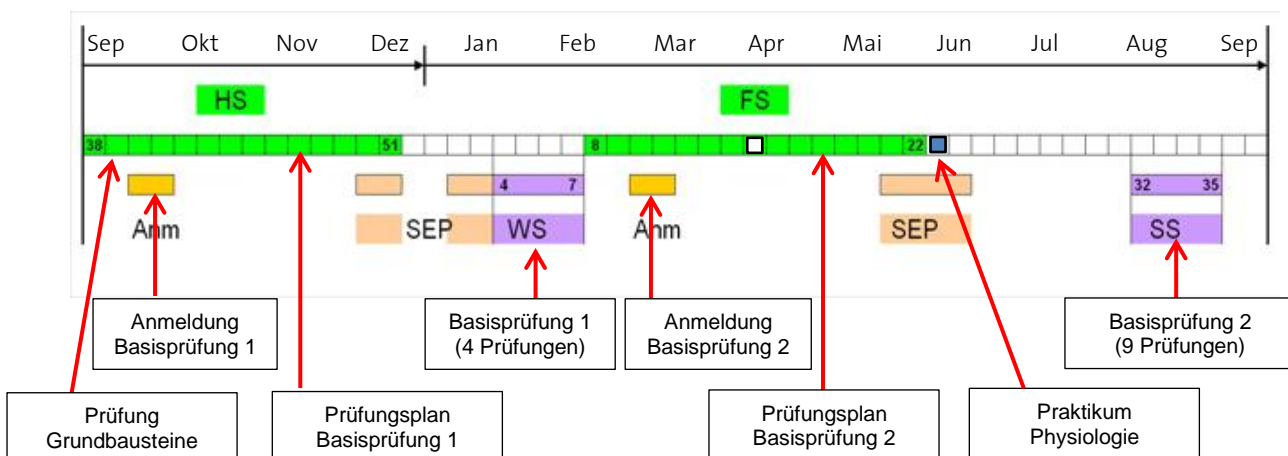 Sep Okt Nov Dez Jan Feb Mar Apr Mai Jun Jul Aug Sep
HS FS
38 51 8 22
4 7 32 35
Anm SEP WS Anm SEP SS
Anmeldung
Basisprüfung 1
Basisprüfung 1
(4 Prüfungen)
Anmeldung
Basisprüfung 2
Basisprüfung 2
(9 Prüfungen)
Prüfung
Grundbausteine
Prüfungsplan
Basisprüfung 1
Prüfungsplan
Basisprüfung 2
Praktikum
Physiologie